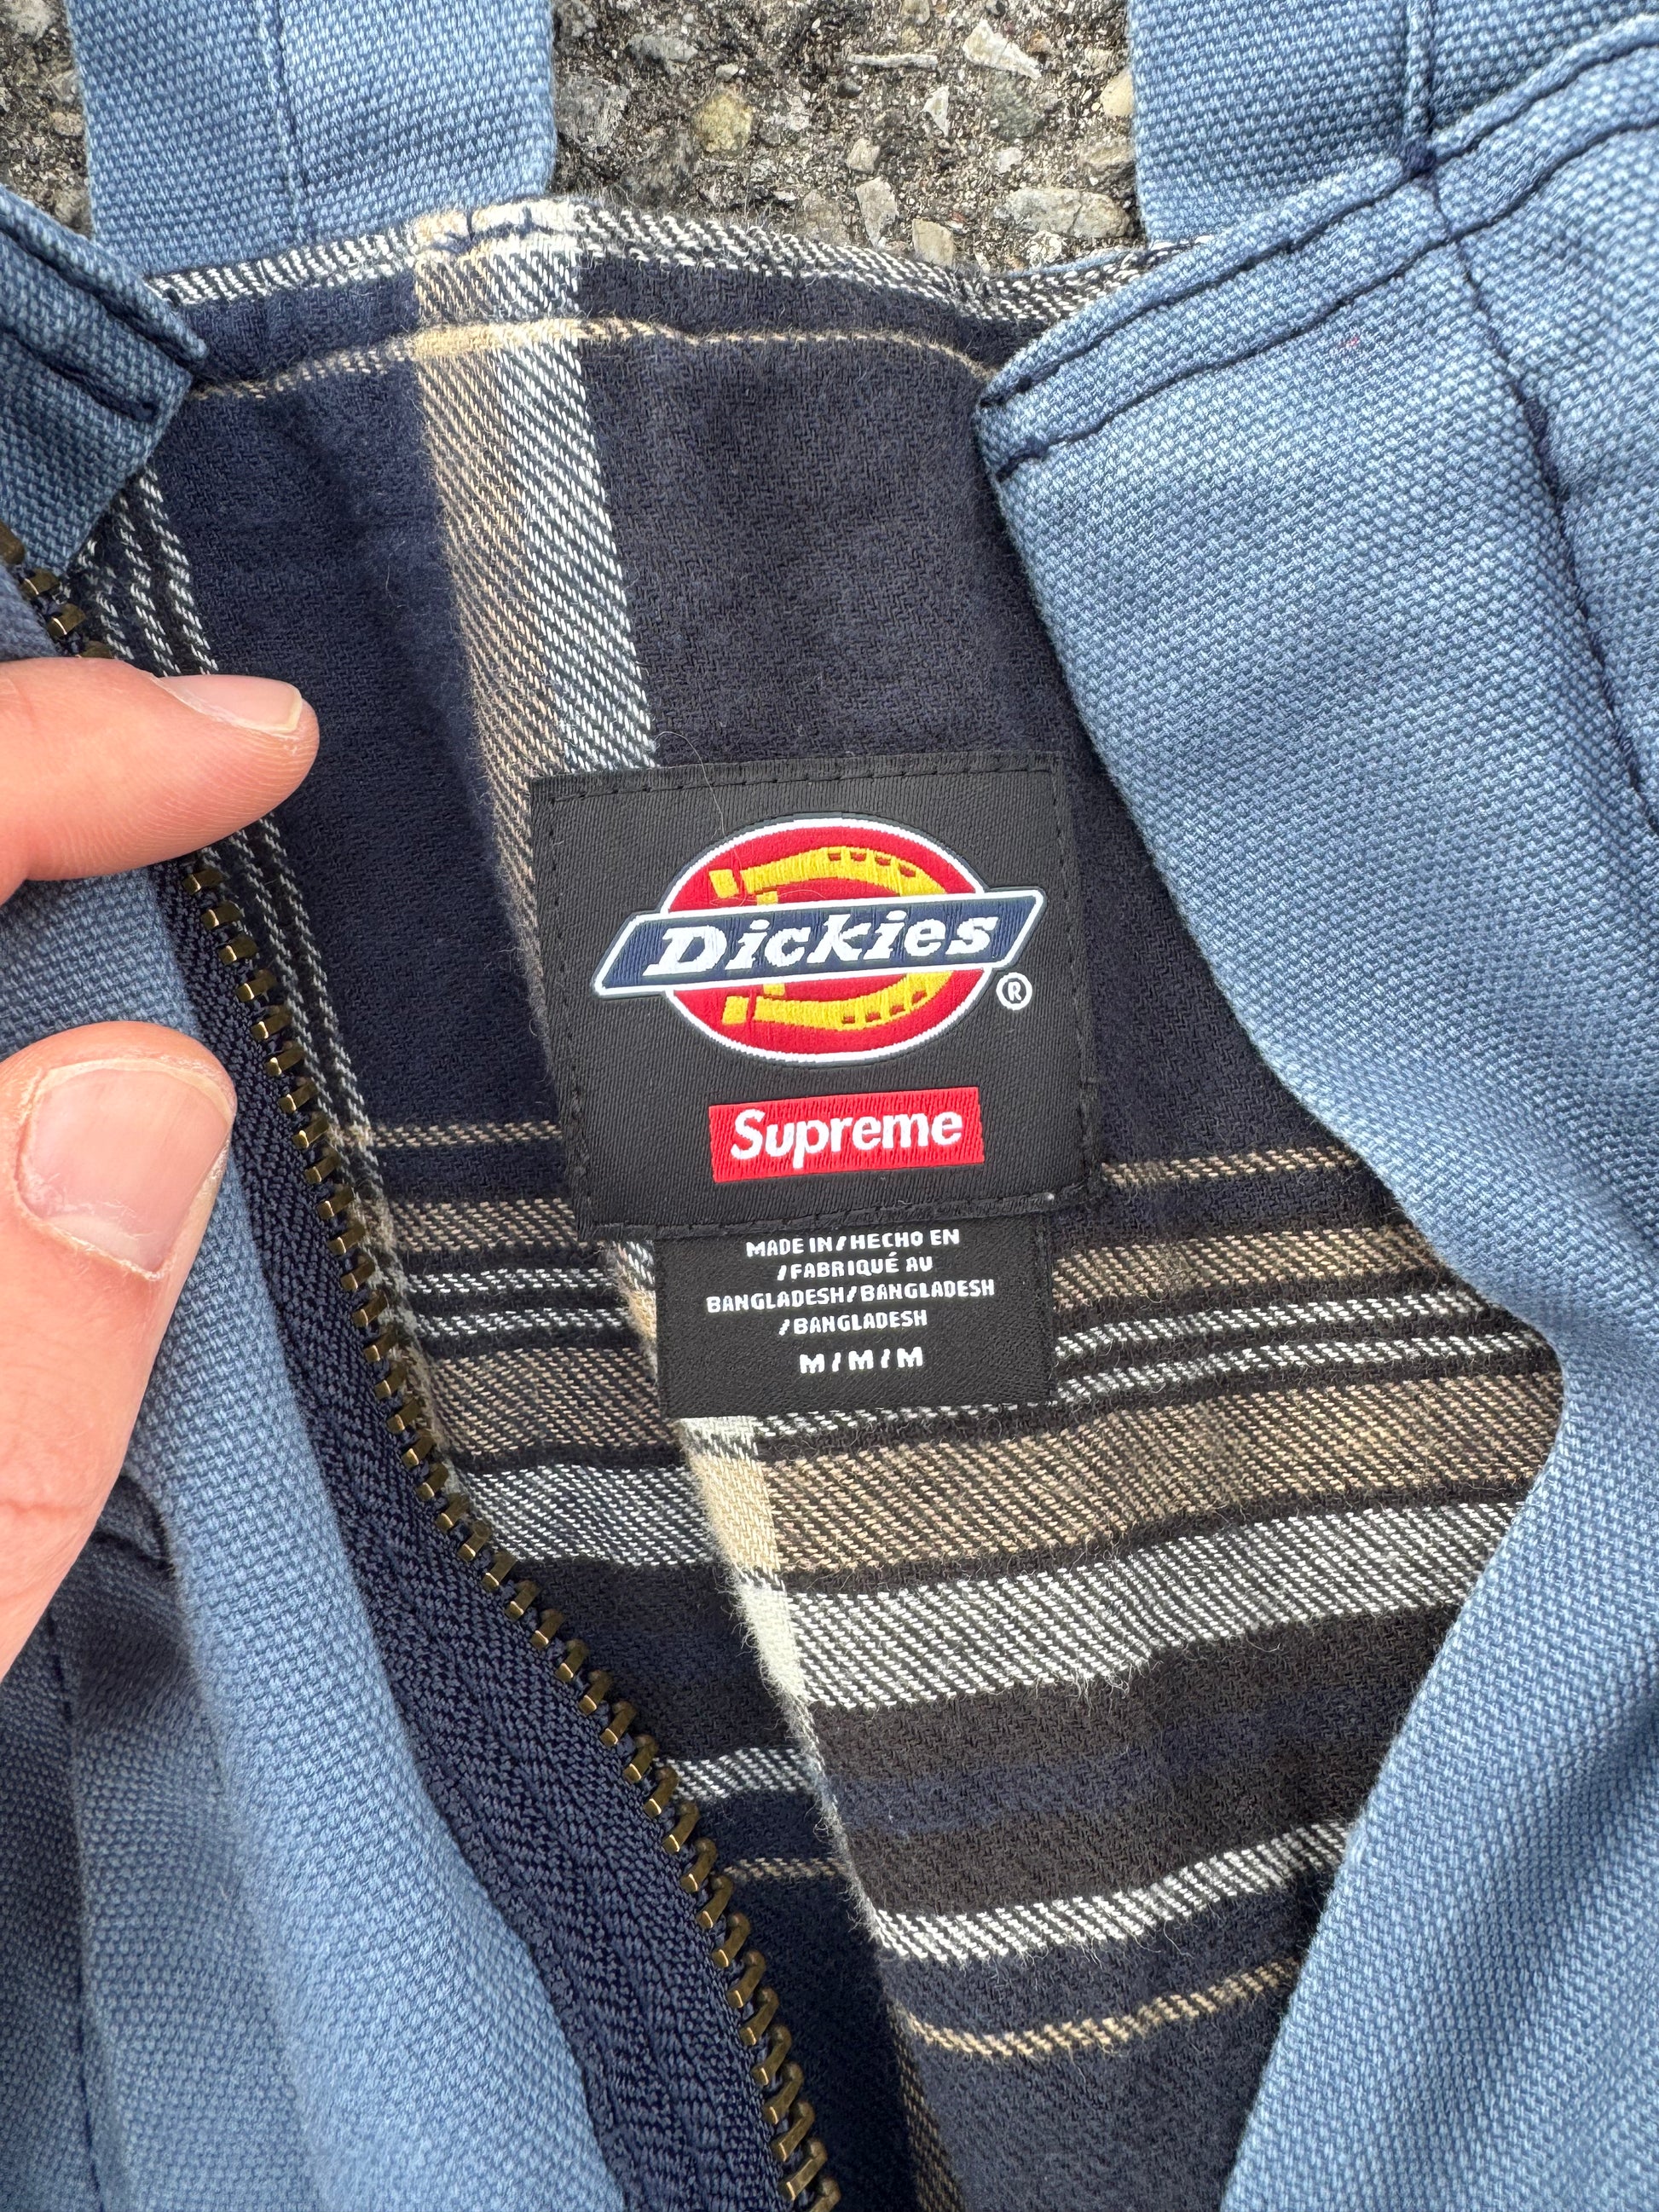 Dickies
®
Supreme
MADE IN/HECHO EN
/FABRIQUÉ AU
BANGLADESH/BANGLADESH
/BANGLADESH
M/M/M